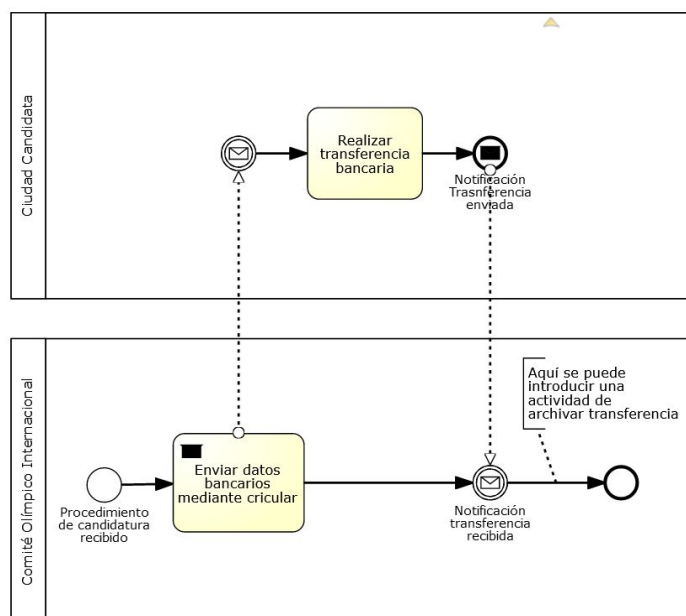 Ciudad Candidata
Realizar
transferencia
bancaria
Notificación
Trasnferencia
enviada
Comité Olímpico Internacional
Procedimiento
de candidatura
recibido
Enviar datos
bancarios
mediante cricular
Notificación
transferencia
recibida
Aquí se puede
introducir una
actividad de
archivar transferencia